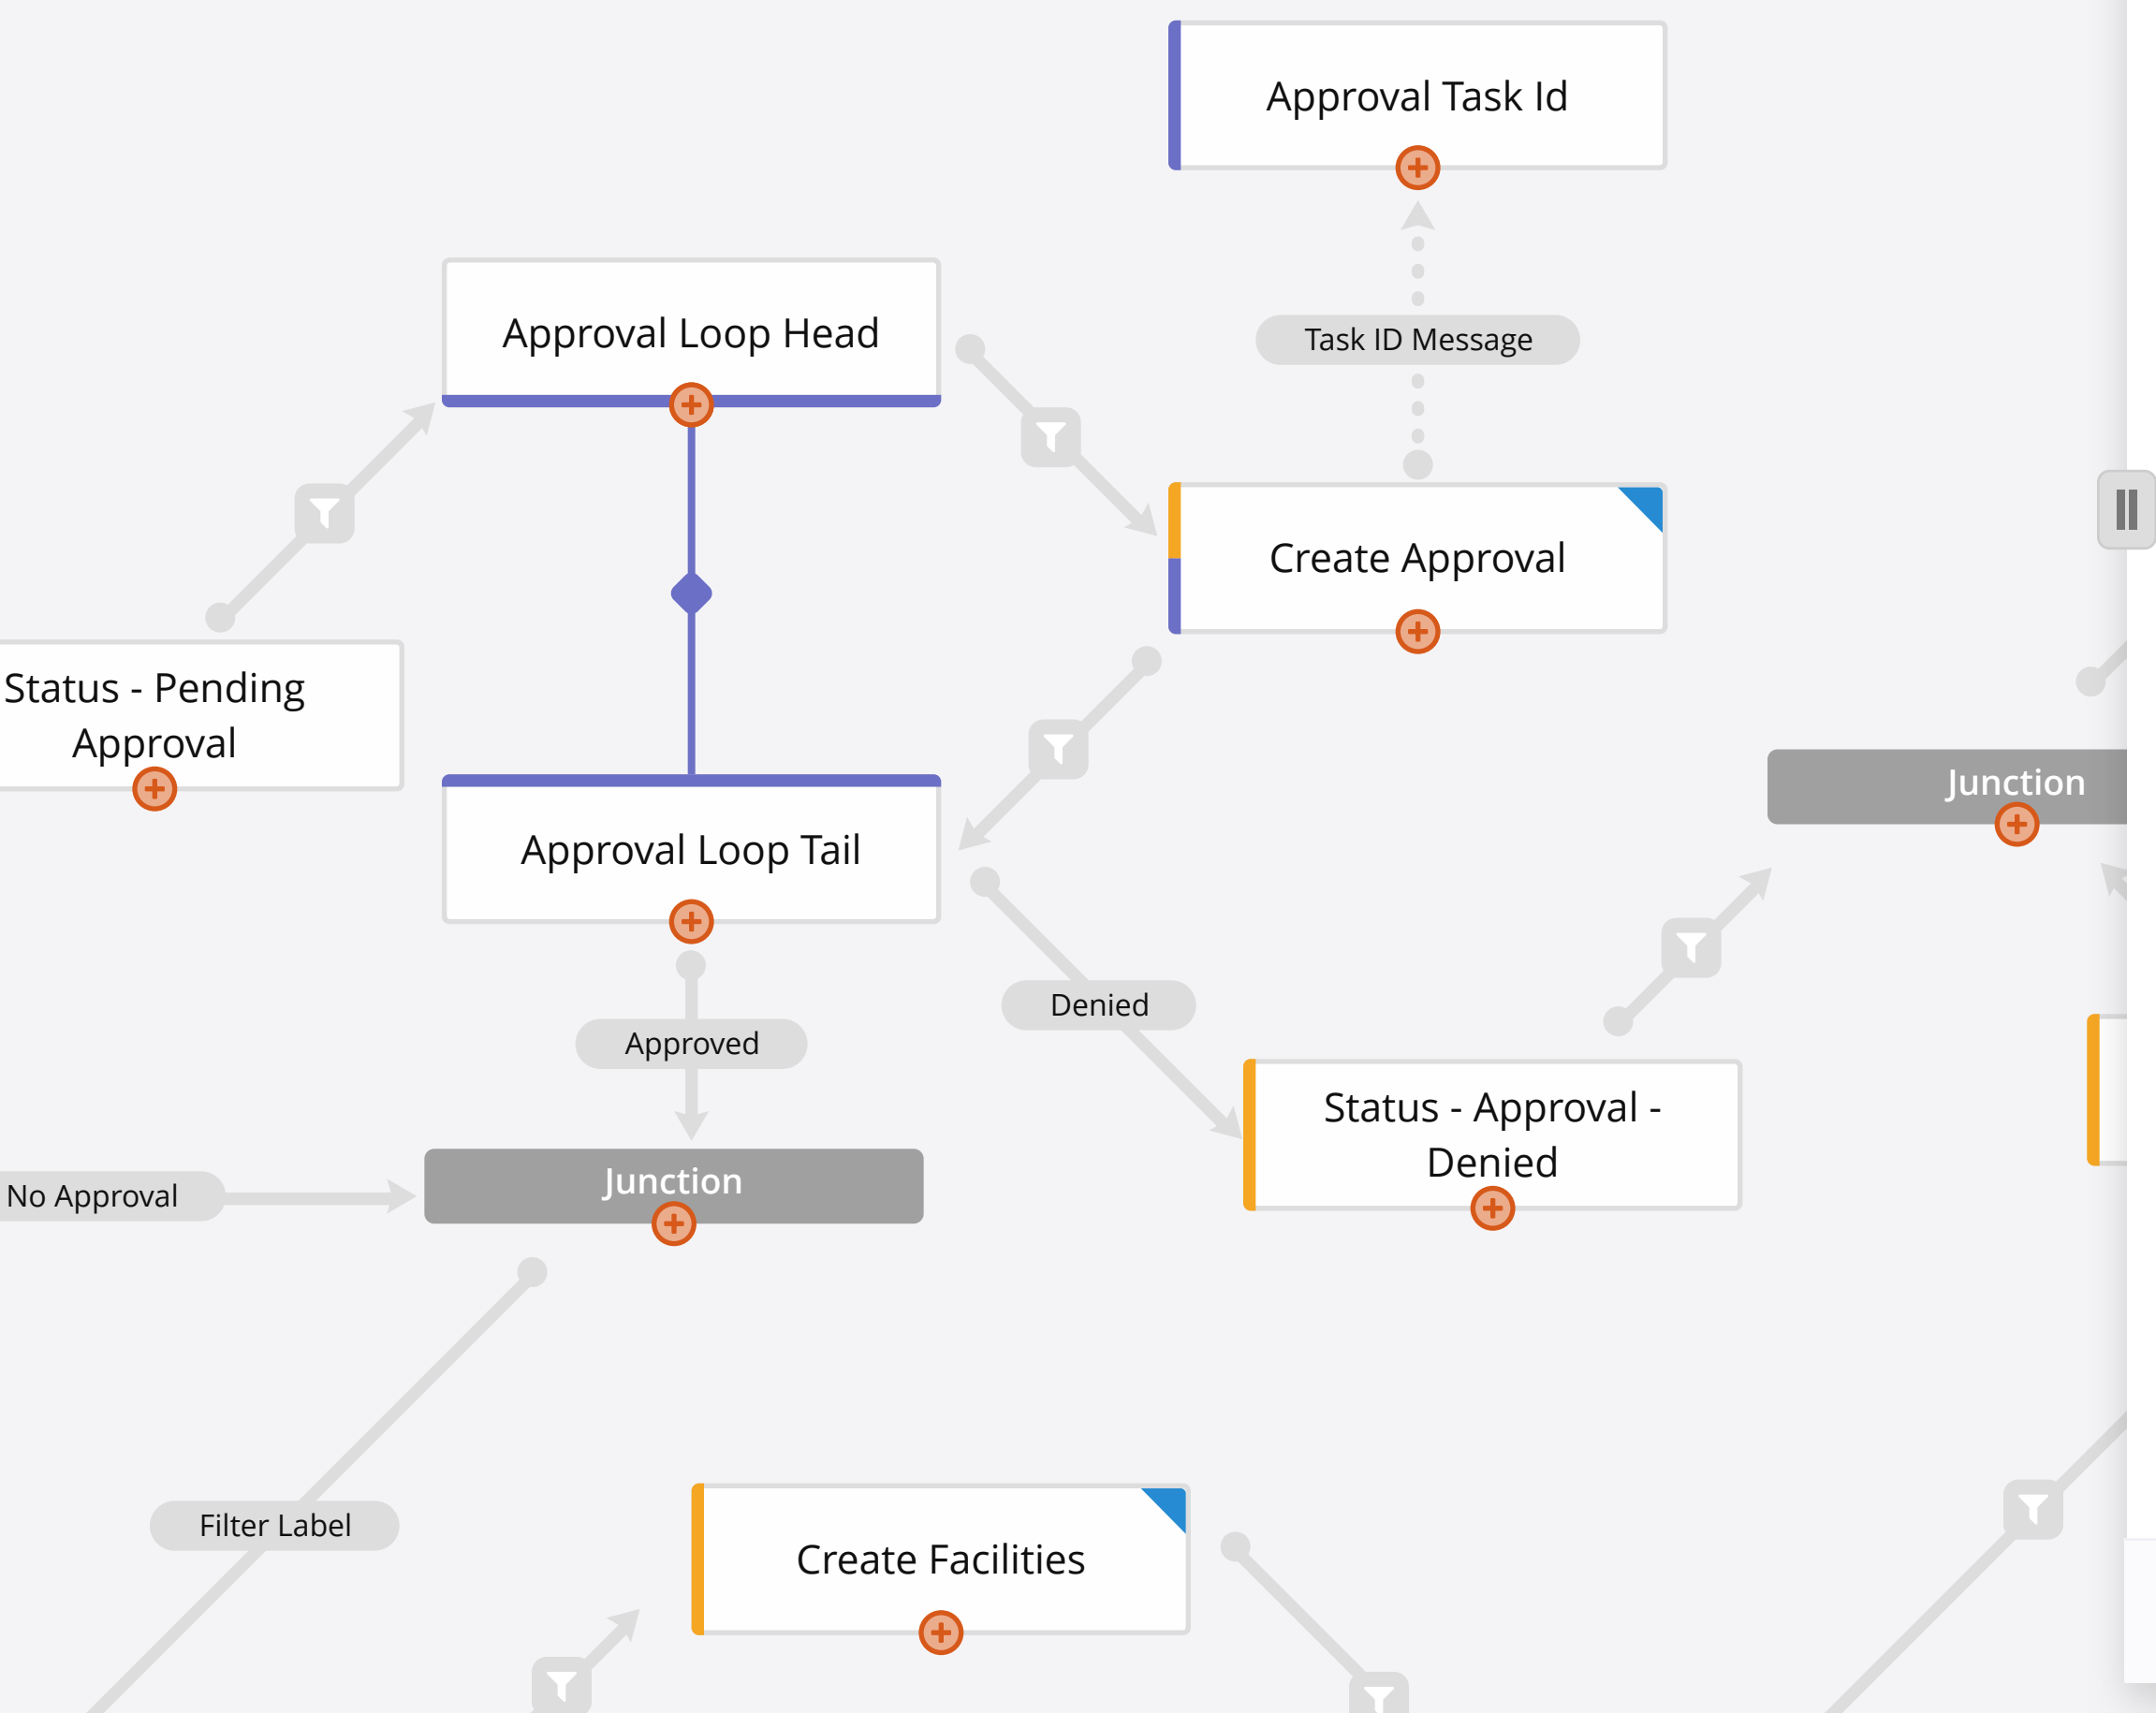 Approval Task Id
Approval Loop Head
Task ID Message
Create Approval
Status - Pending
Approval
Junction
Approval Loop Tail
Denied
Approved
Status - Approval -
Denied
Junction
No Approval
Filter Label
Create Facilities